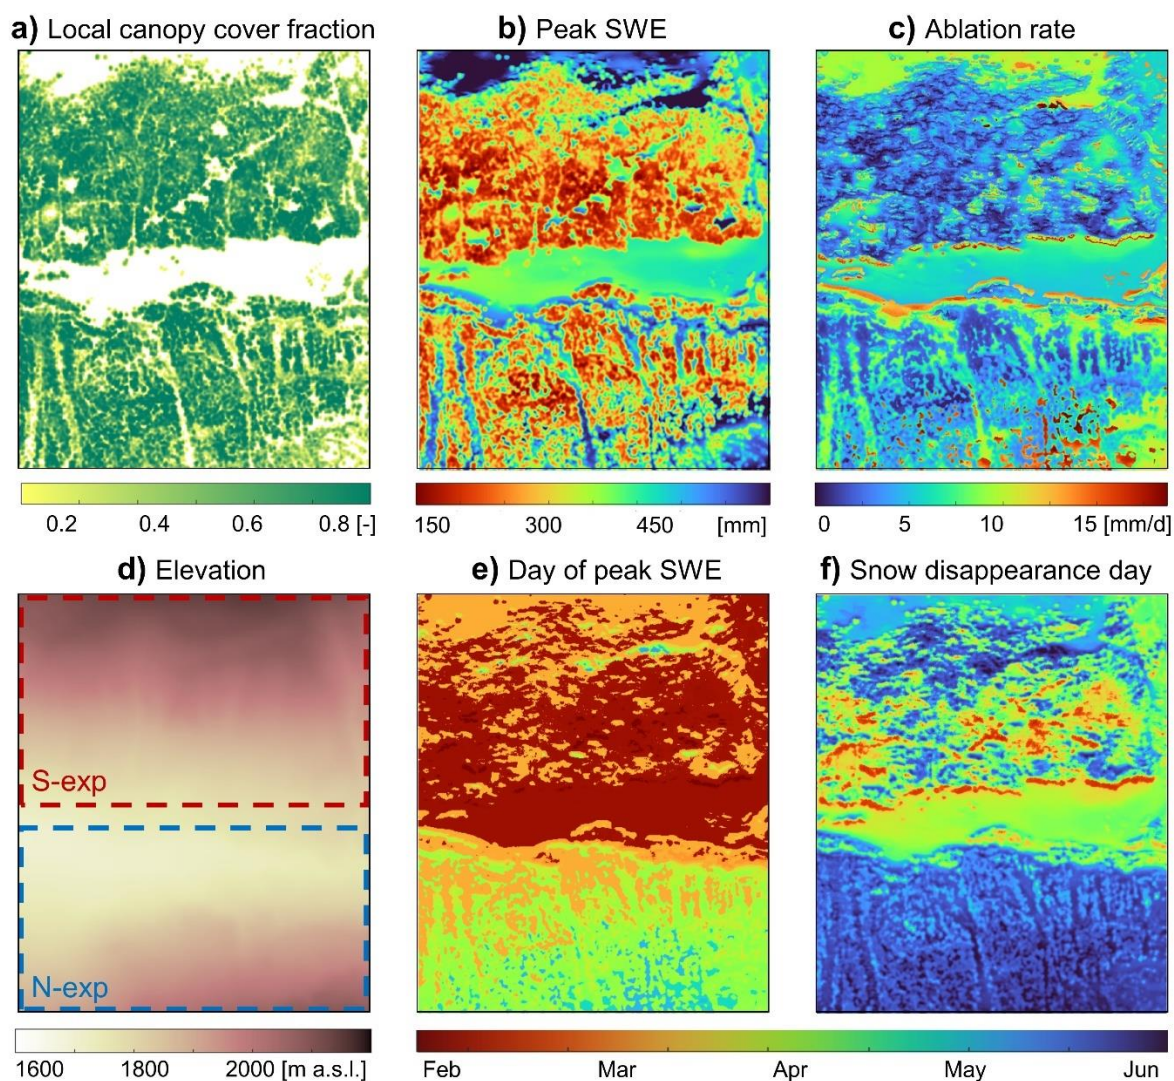 a) Local canopy cover fraction
b) Peak SWE
c) Ablation rate
0.2 0.4 0.6 0.8 [-]
150 300 450 [mm]
0 5 10 15 [mm/d]
d) Elevation
e) Day of peak SWE
f) Snow disappearance day
S-exp
N-exp
1600 1800 2000 [m a.s.l.]
Feb Mar Apr May Jun